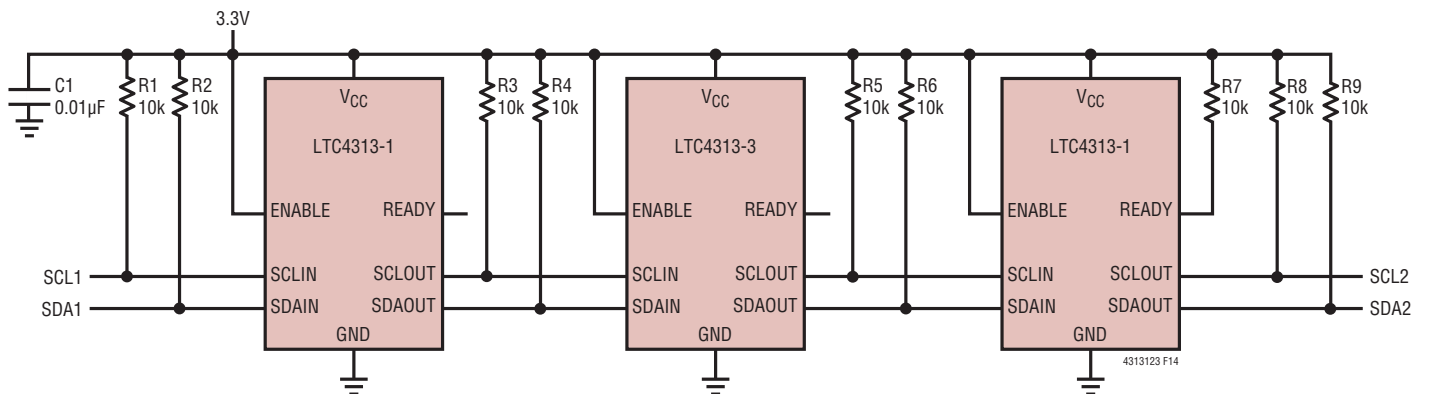 3.3V
C1
0.01µF
R1
10k
R2
10k
R3
10k
R4
10k
R5
10k
R6
10k
R7
10k
R8
10k
R9
10k
VCC
LTC4313-1
ENABLE
READY
SCLIN
SCLOUT
SDAIN
SDAOUT
GND
VCC
LTC4313-3
ENABLE
READY
SCLIN
SCLOUT
SDAIN
SDAOUT
GND
VCC
LTC4313-1
ENABLE
READY
SCLIN
SCLOUT
SDAIN
SDAOUT
GND
SCL1
SDA1
SCL2
SDA2
4313123 F14